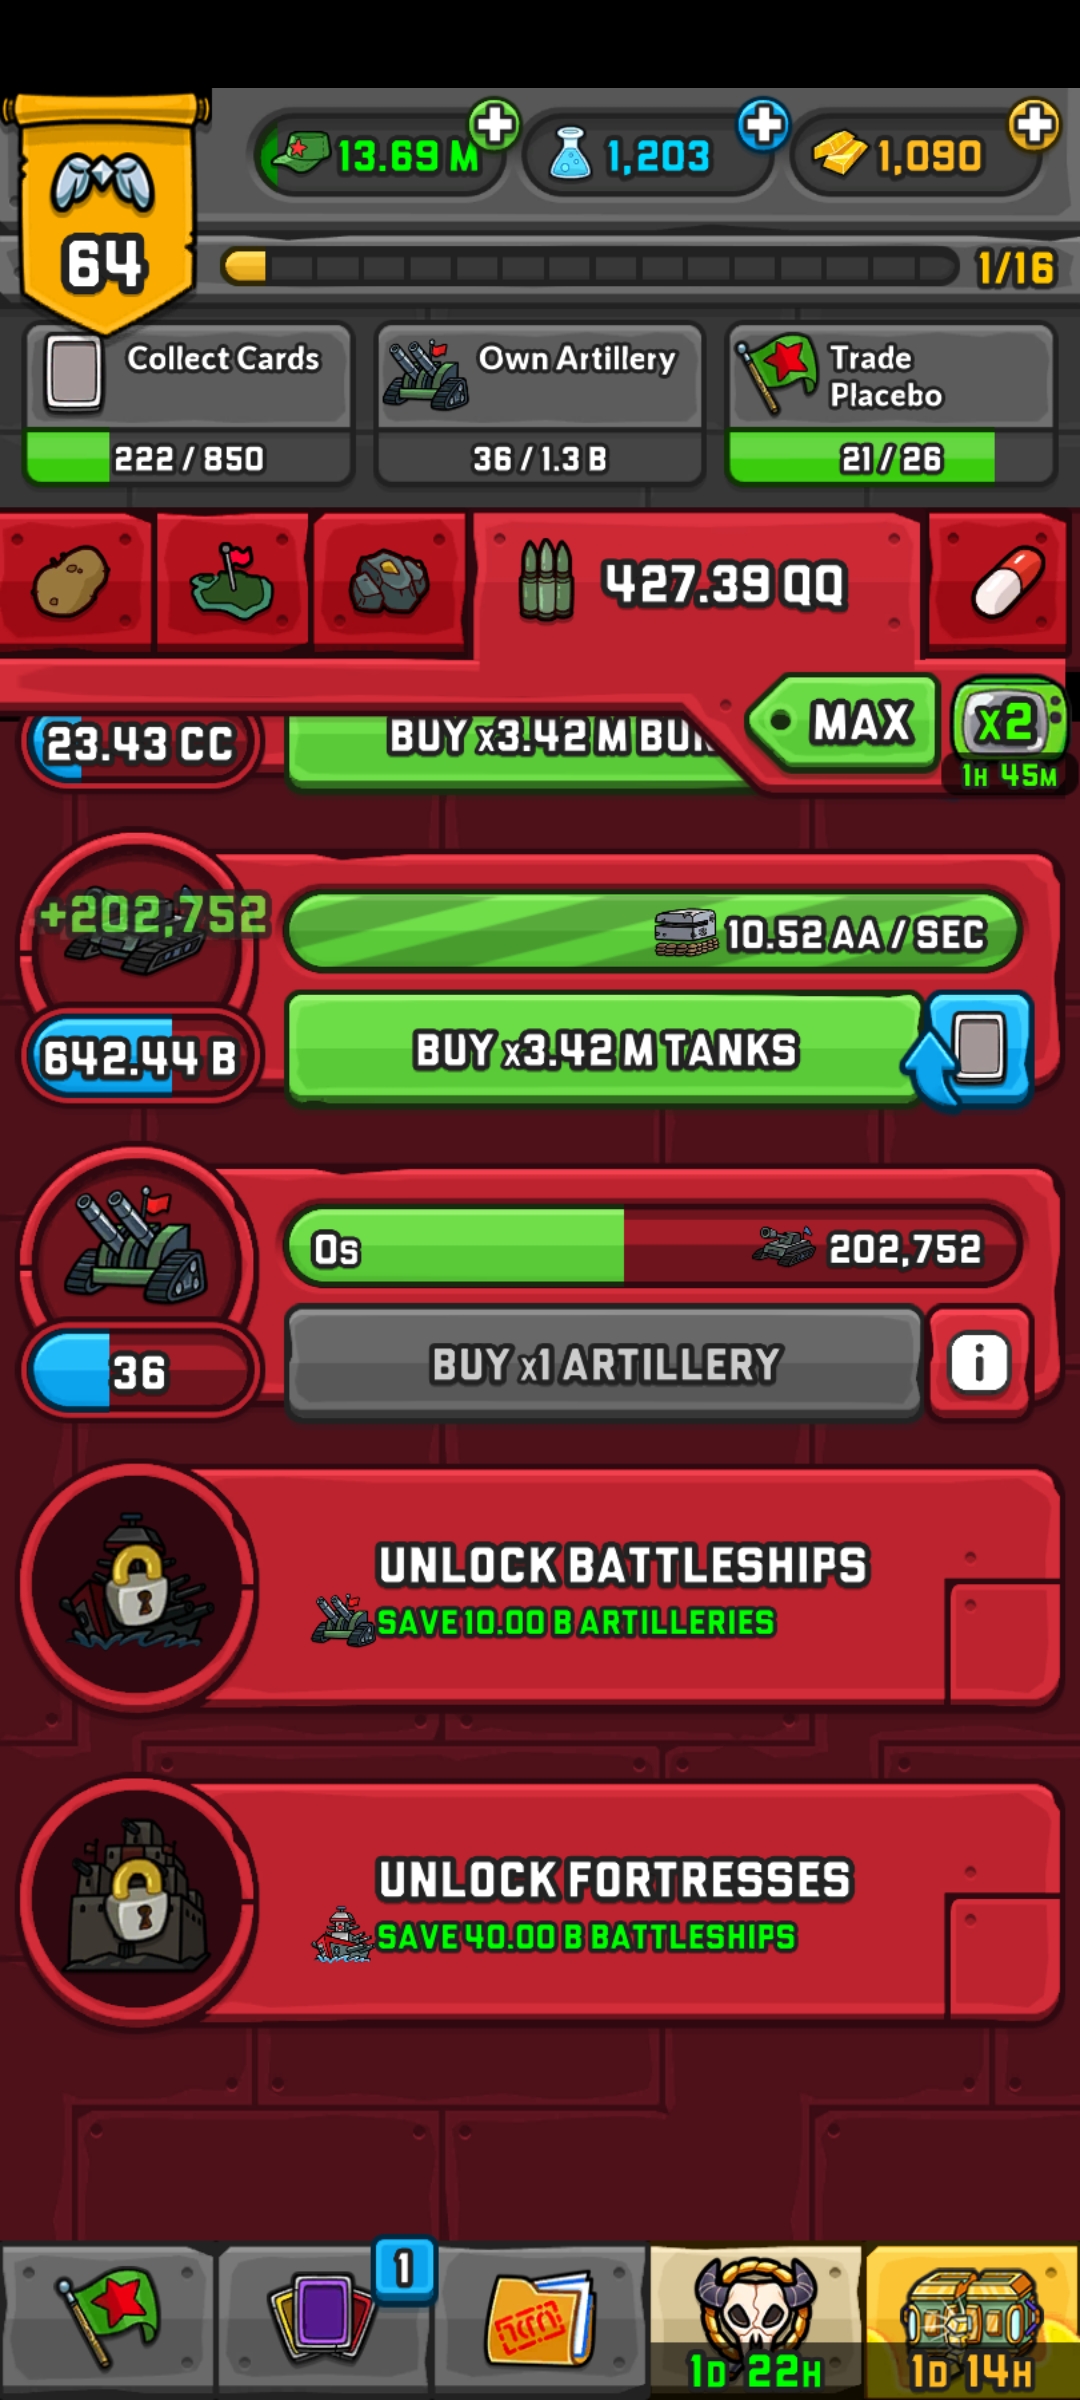 13.69 M
1,203
1,090
64
1/16
Collect Cards
Own Artillery
Trade
Placebo
222 / 850
36 / 1.3 B
21 / 26
427.39 QQ
MAX
x2
1H 45M
23.43 CC
BUY x3.42 M
+202,752
10.52 AA / SEC
642.44 B
BUY x3.42 M TANKS
0s
202,752
36
BUY x1 ARTILLERY
i
UNLOCK BATTLESHIPS
SAVE 10.00 B ARTILLERIES
UNLOCK FORTRESSES
SAVE 40.00 B BATTLESHIPS
1
1D 22H
1D 14H